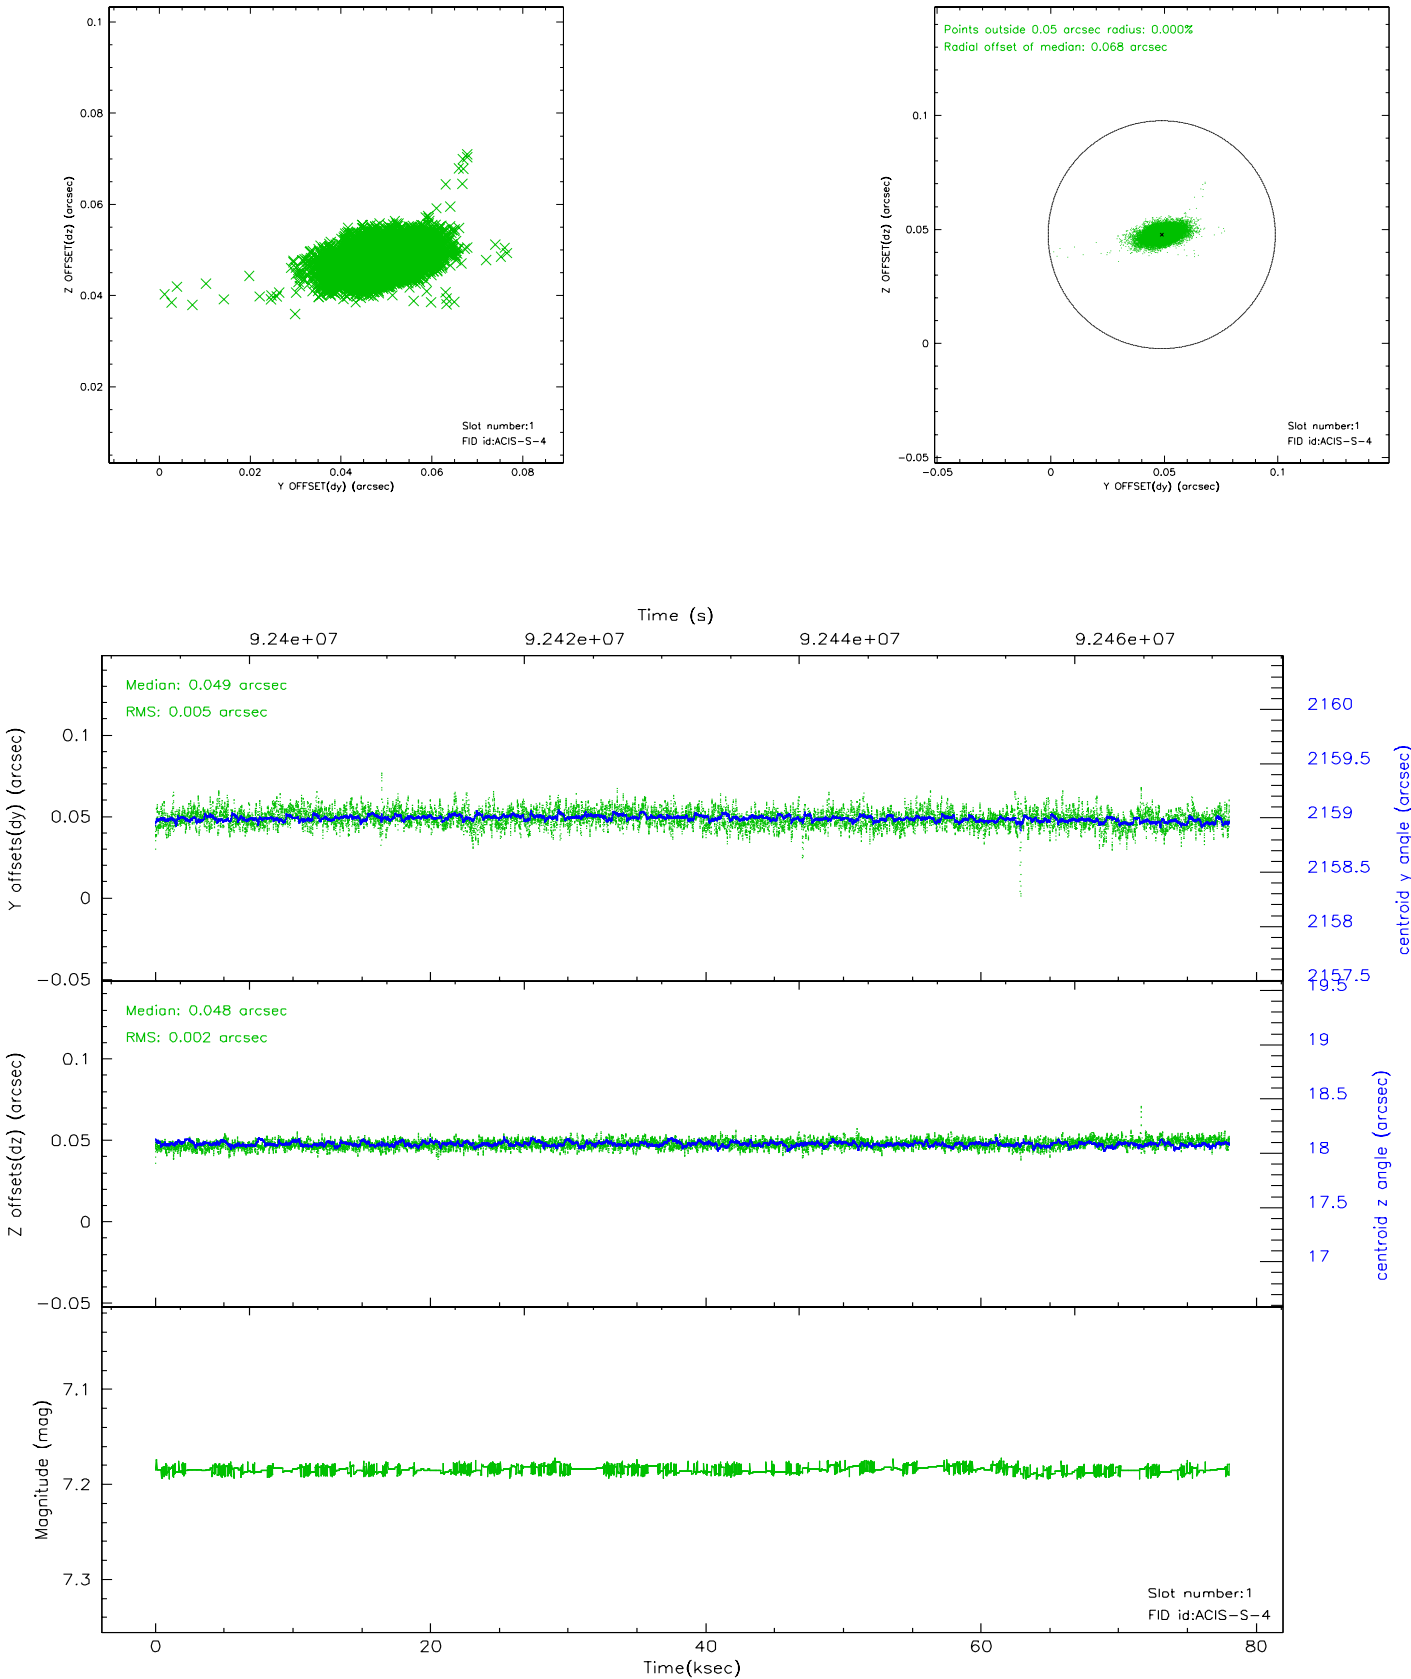 0.1
0.08
0.06
0.04
0.02
Z OFFSET(dz) (arcsec)
0
0.02
0.04
0.06
0.08
Y OFFSET(dy) (arcsec)
Slot number:1
FID id:ACIS-S-4
Points outside 0.05 arcsec radius: 0.000%
Radial offset of median: 0.068 arcsec
0.1
0.05
0
-0.05
Z OFFSET(dz) (arcsec)
-0.05
0
0.05
0.1
Y OFFSET(dy) (arcsec)
Slot number:1
FID id:ACIS-S-4
Time (s)
9.24e+07
9.242e+07
9.244e+07
9.246e+07
Median: 0.049 arcsec
RMS: 0.005 arcsec
0.1
0.05
0
-0.05
Y offsets(dy) (arcsec)
2160
2159.5
2159
2158.5
2158
2157.5
centroid y angle (arcsec)
Median: 0.048 arcsec
RMS: 0.002 arcsec
0.1
0.05
0
-0.05
Z offsets(dz) (arcsec)
19.5
19
18.5
18
17.5
17
centroid z angle (arcsec)
7.1
7.2
7.3
Magnitude (mag)
Slot number:1
FID id:ACIS-S-4
0
20
40
60
80
Time(ksec)